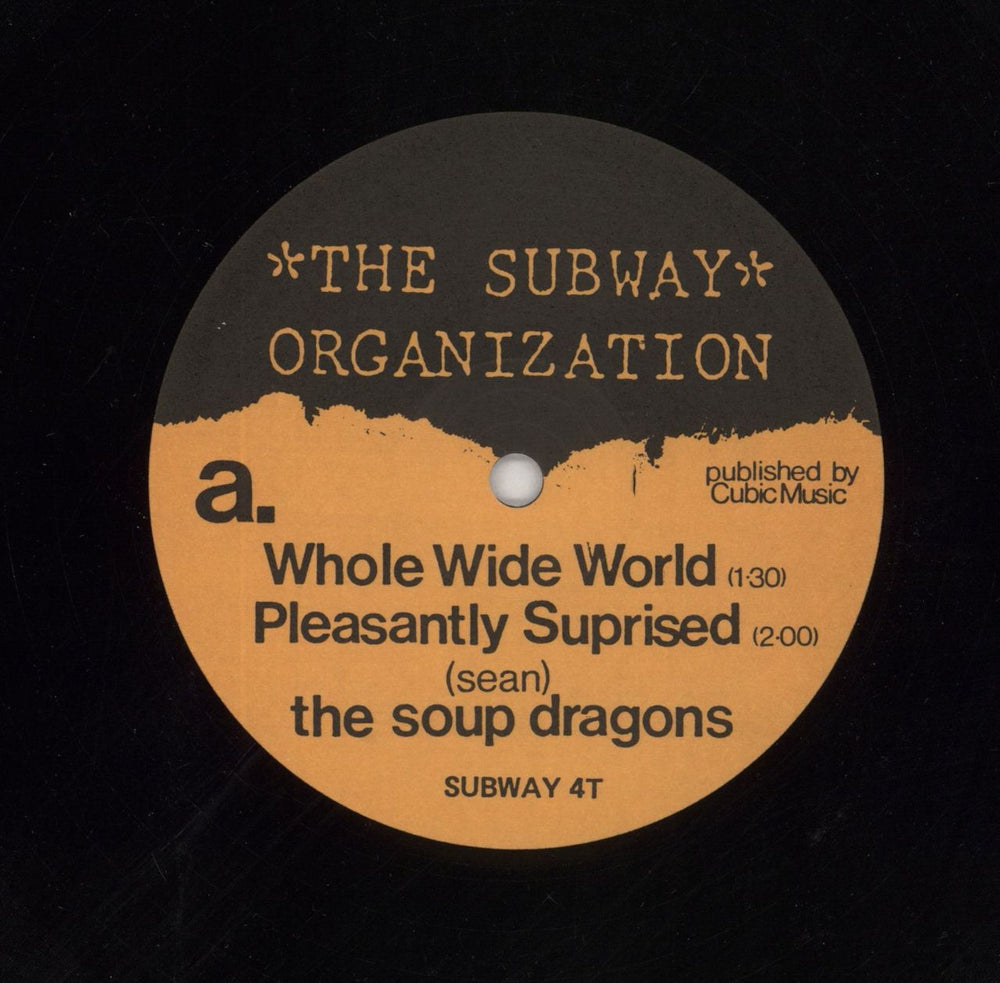 *THE SUBWAY*
ORGANIZATION
a.
published by
Cubic Music
Whole Wide World (1·30)
Pleasantly Suprised (2·00)
(sean)
the soup dragons
SUBWAY 4T